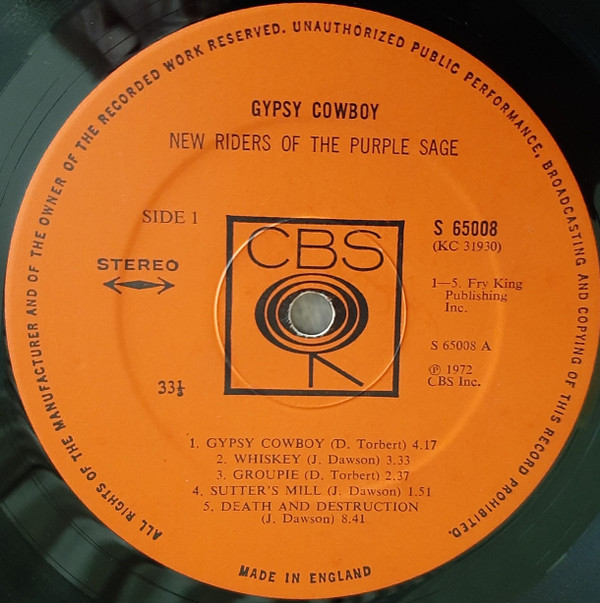 ALL RIGHTS OF THE MANUFACTURER AND OF THE OWNER OF THE RECORDED WORK RESERVED. UNAUTHORIZED PUBLIC PERFORMANCE, BROADCASTING AND COPYING OF THIS RECORD PROHIBITED.
GYPSY COWBOY
NEW RIDERS OF THE PURPLE SAGE
SIDE 1
STEREO
33⅓
CBS
S 65008
(KC 31930)
1—5. Fry King
Publishing
Inc.
S 65008 A
℗ 1972
CBS Inc.
1. GYPSY COWBOY (D. Torbert) 4.17
2. WHISKEY (J. Dawson) 3.33
3. GROUPIE (D. Torbert) 2.37
4. SUTTER'S MILL (J. Dawson) 1.51
5. DEATH AND DESTRUCTION
(J. Dawson) 8.41
MADE IN ENGLAND